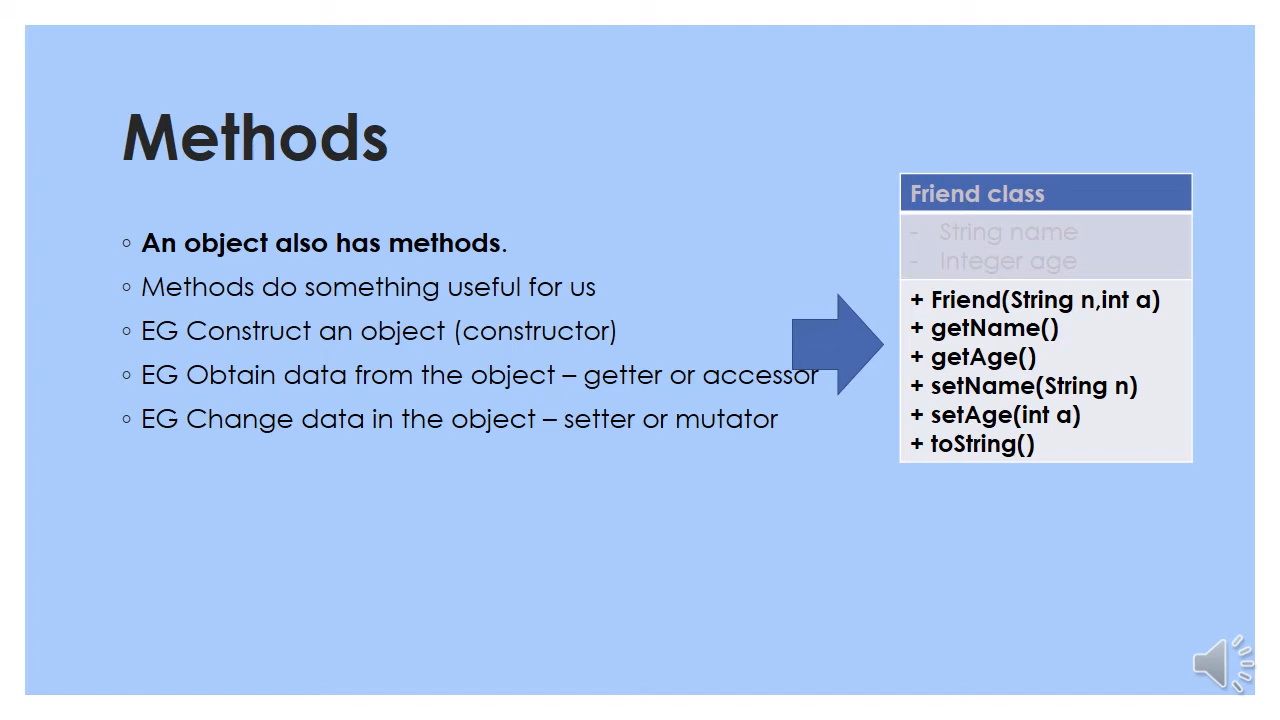 Methods
◦ An object also has methods.
◦ Methods do something useful for us
◦ EG Construct an object (constructor)
◦ EG Obtain data from the object – getter or accessor
◦ EG Change data in the object – setter or mutator
Friend class
- String name
- Integer age
+ Friend(String n,int a)
+ getName()
+ getAge()
+ setName(String n)
+ setAge(int a)
+ toString()